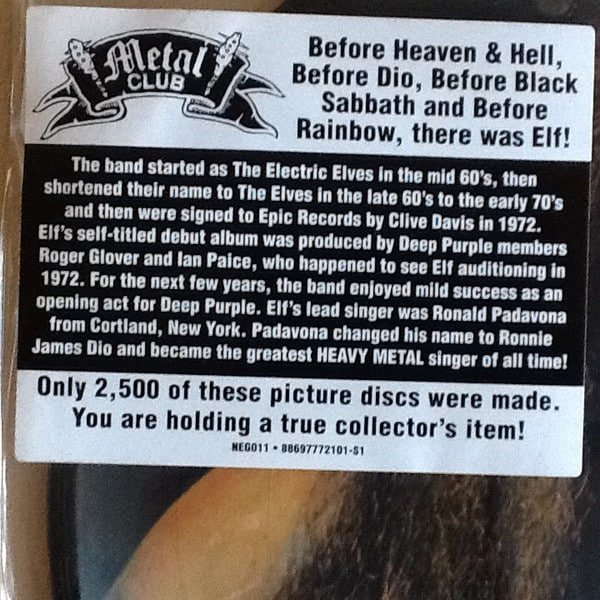 Metal
CLUB
Before Heaven & Hell,
Before Dio, Before Black
Sabbath and Before
Rainbow, there was Elf!
The band started as The Electric Elves in the mid 60's, then
shortened their name to The Elves in the late 60's to the early 70's
and then were signed to Epic Records by Clive Davis in 1972.
Elf's self-titled debut album was produced by Deep Purple members
Roger Glover and Ian Paice, who happened to see Elf auditioning in
1972. For the next few years, the band enjoyed mild success as an
opening act for Deep Purple. Elf's lead singer was Ronald Padavona
from Cortland, New York. Padavona changed his name to Ronnie
James Dio and became the greatest HEAVY METAL singer of all time!
Only 2,500 of these picture discs were made.
You are holding a true collector's item!
NEG011 • 88697772101-S1